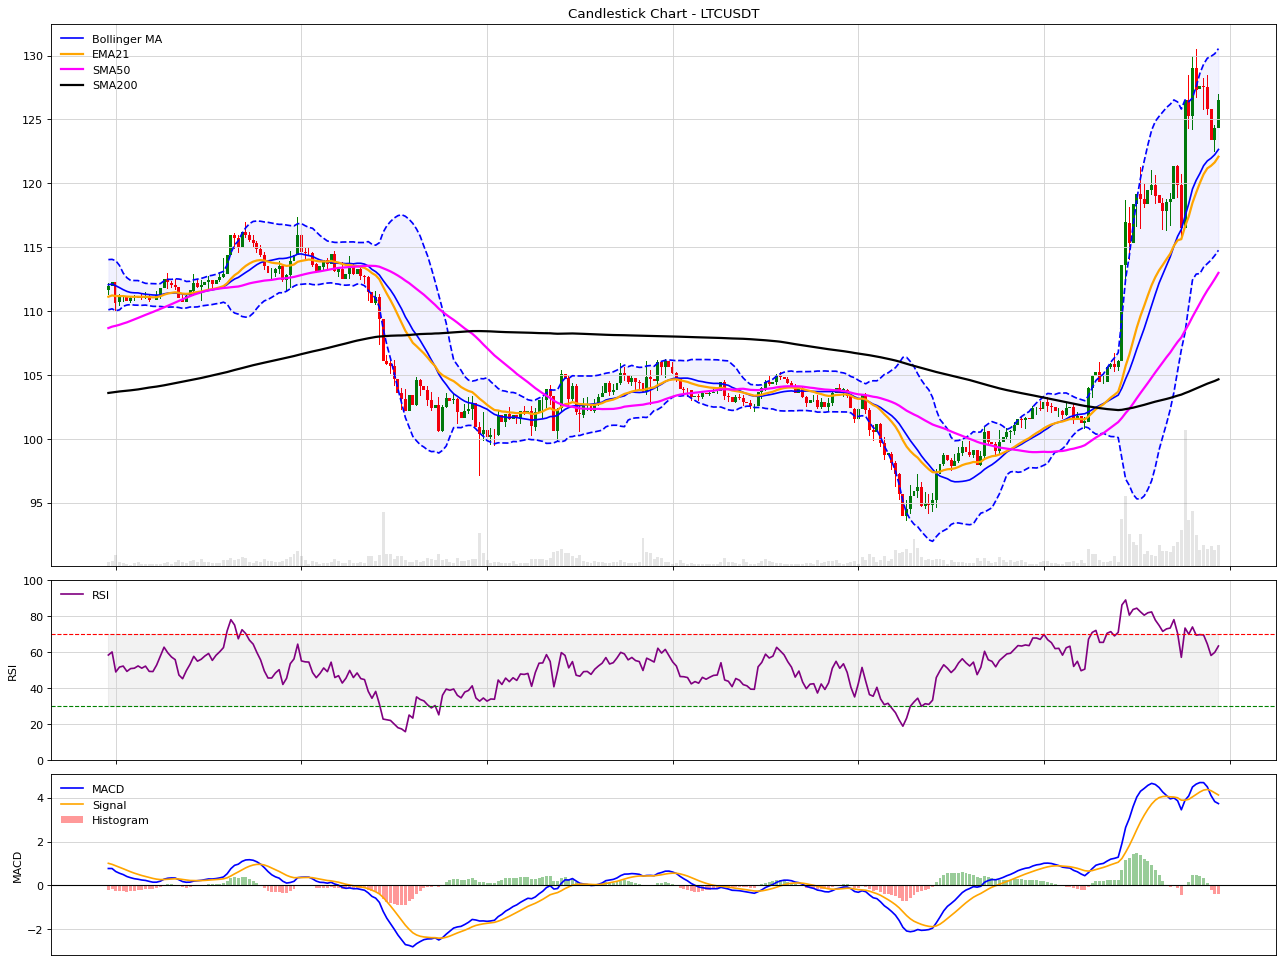 Candlestick Chart - LTCUSDT
Bollinger MA
EMA21
SMA50
SMA200
130
125
120
115
110
105
100
95
RSI
100
80
60
40
20
0
RSI
MACD
Signal
Histogram
4
2
0
−2
MACD